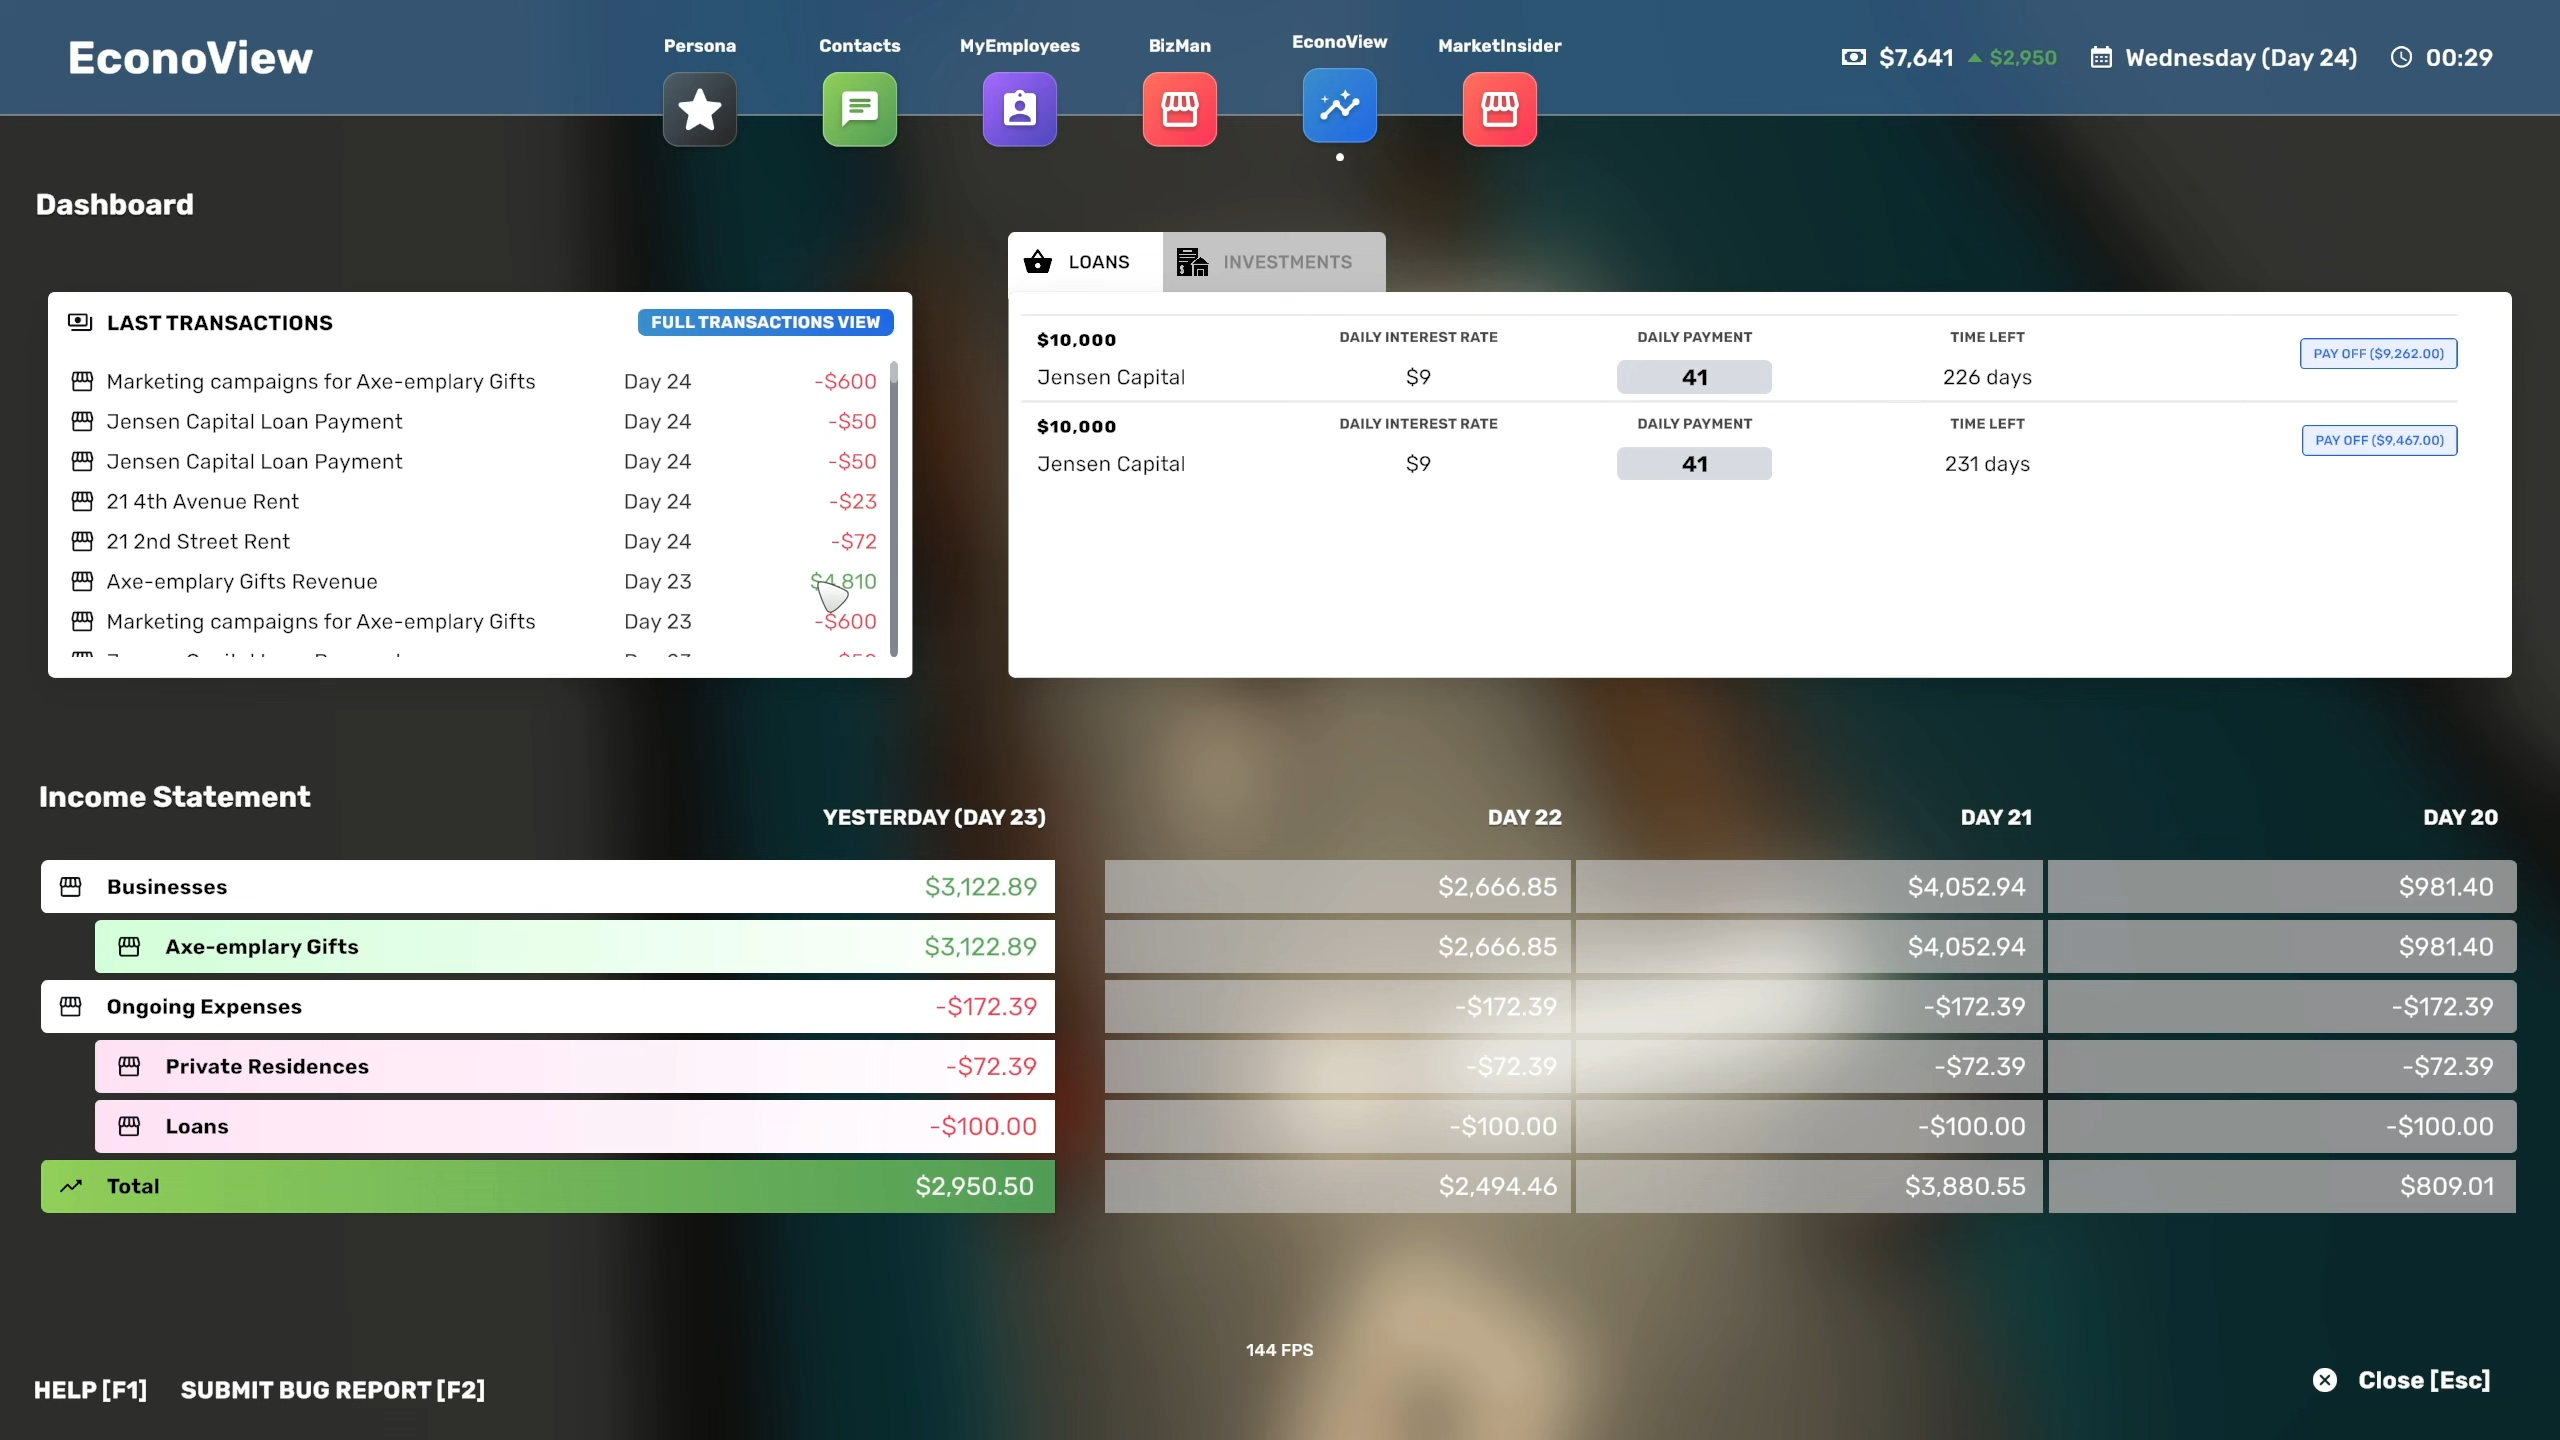 EconoView
Persona
Contacts
MyEmployees
BizMan
EconoView
MarketInsider
$7,641 $2,950 Wednesday (Day 24) 00:29
Dashboard
LOANS INVESTMENTS
LAST TRANSACTIONS FULL TRANSACTIONS VIEW
Marketing campaigns for Axe-emplary Gifts Day 24 -$600
Jensen Capital Loan Payment Day 24 -$50
Jensen Capital Loan Payment Day 24 -$50
21 4th Avenue Rent Day 24 -$23
21 2nd Street Rent Day 24 -$72
Axe-emplary Gifts Revenue Day 23 $4,810
Marketing campaigns for Axe-emplary Gifts Day 23 -$600
$10,000 DAILY INTEREST RATE DAILY PAYMENT TIME LEFT PAY OFF ($9,262.00)
Jensen Capital $9 41 226 days
$10,000 DAILY INTEREST RATE DAILY PAYMENT TIME LEFT PAY OFF ($9,467.00)
Jensen Capital $9 41 231 days
Income Statement
YESTERDAY (DAY 23) DAY 22 DAY 21 DAY 20
Businesses $3,122.89 $2,666.85 $4,052.94 $981.40
Axe-emplary Gifts $3,122.89 $2,666.85 $4,052.94 $981.40
Ongoing Expenses -$172.39 -$172.39 -$172.39 -$172.39
Private Residences -$72.39 -$72.39 -$72.39 -$72.39
Loans -$100.00 -$100.00 -$100.00 -$100.00
Total $2,950.50 $2,494.46 $3,880.55 $809.01
144 FPS
HELP [F1] SUBMIT BUG REPORT [F2] Close [Esc]